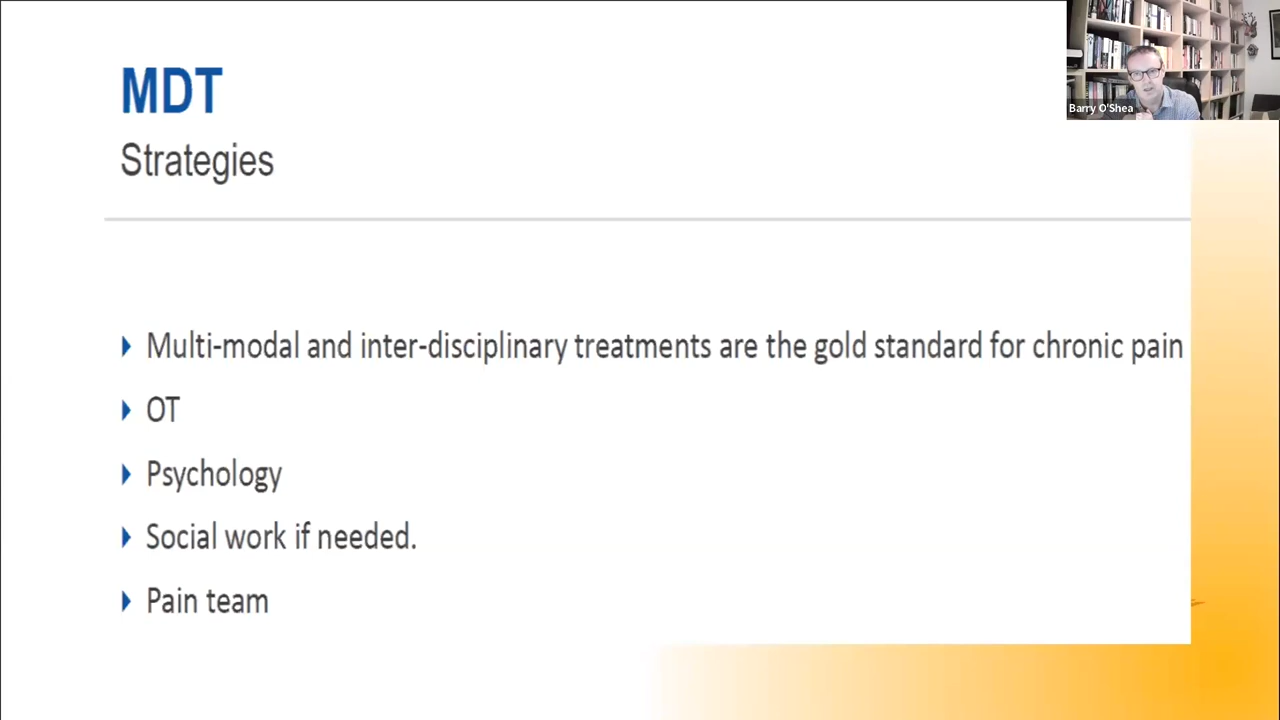 Barry O'Shea
MDT
Strategies
Multi-modal and inter-disciplinary treatments are the gold standard for chronic pain
OT
Psychology
Social work if needed.
Pain team